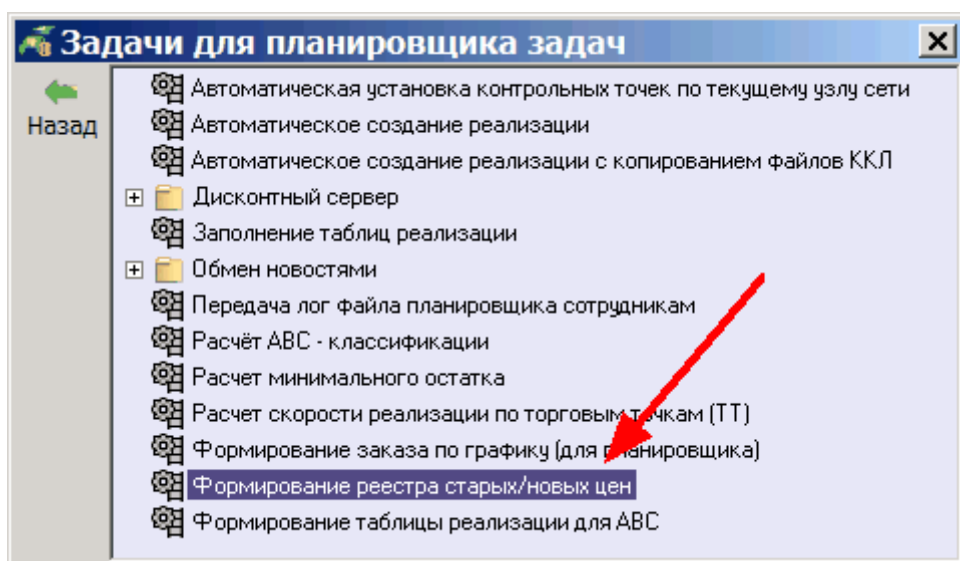 Задачи для планировщика задач
Назад
Автоматическая установка контрольных точек по текущему узлу сети
Автоматическое создание реализации
Автоматическое создание реализации с копированием файлов ККЛ
Дисконтный сервер
Заполнение таблиц реализации
Обмен новостями
Передача лог файла планировщика сотрудникам
Расчёт ABC - классификации
Расчет минимального остатка
Расчет скорости реализации по торговым точкам (ТТ)
Формирование заказа по графику (для планировщика)
Формирование реестра старых/новых цен
Формирование таблицы реализации для ABC